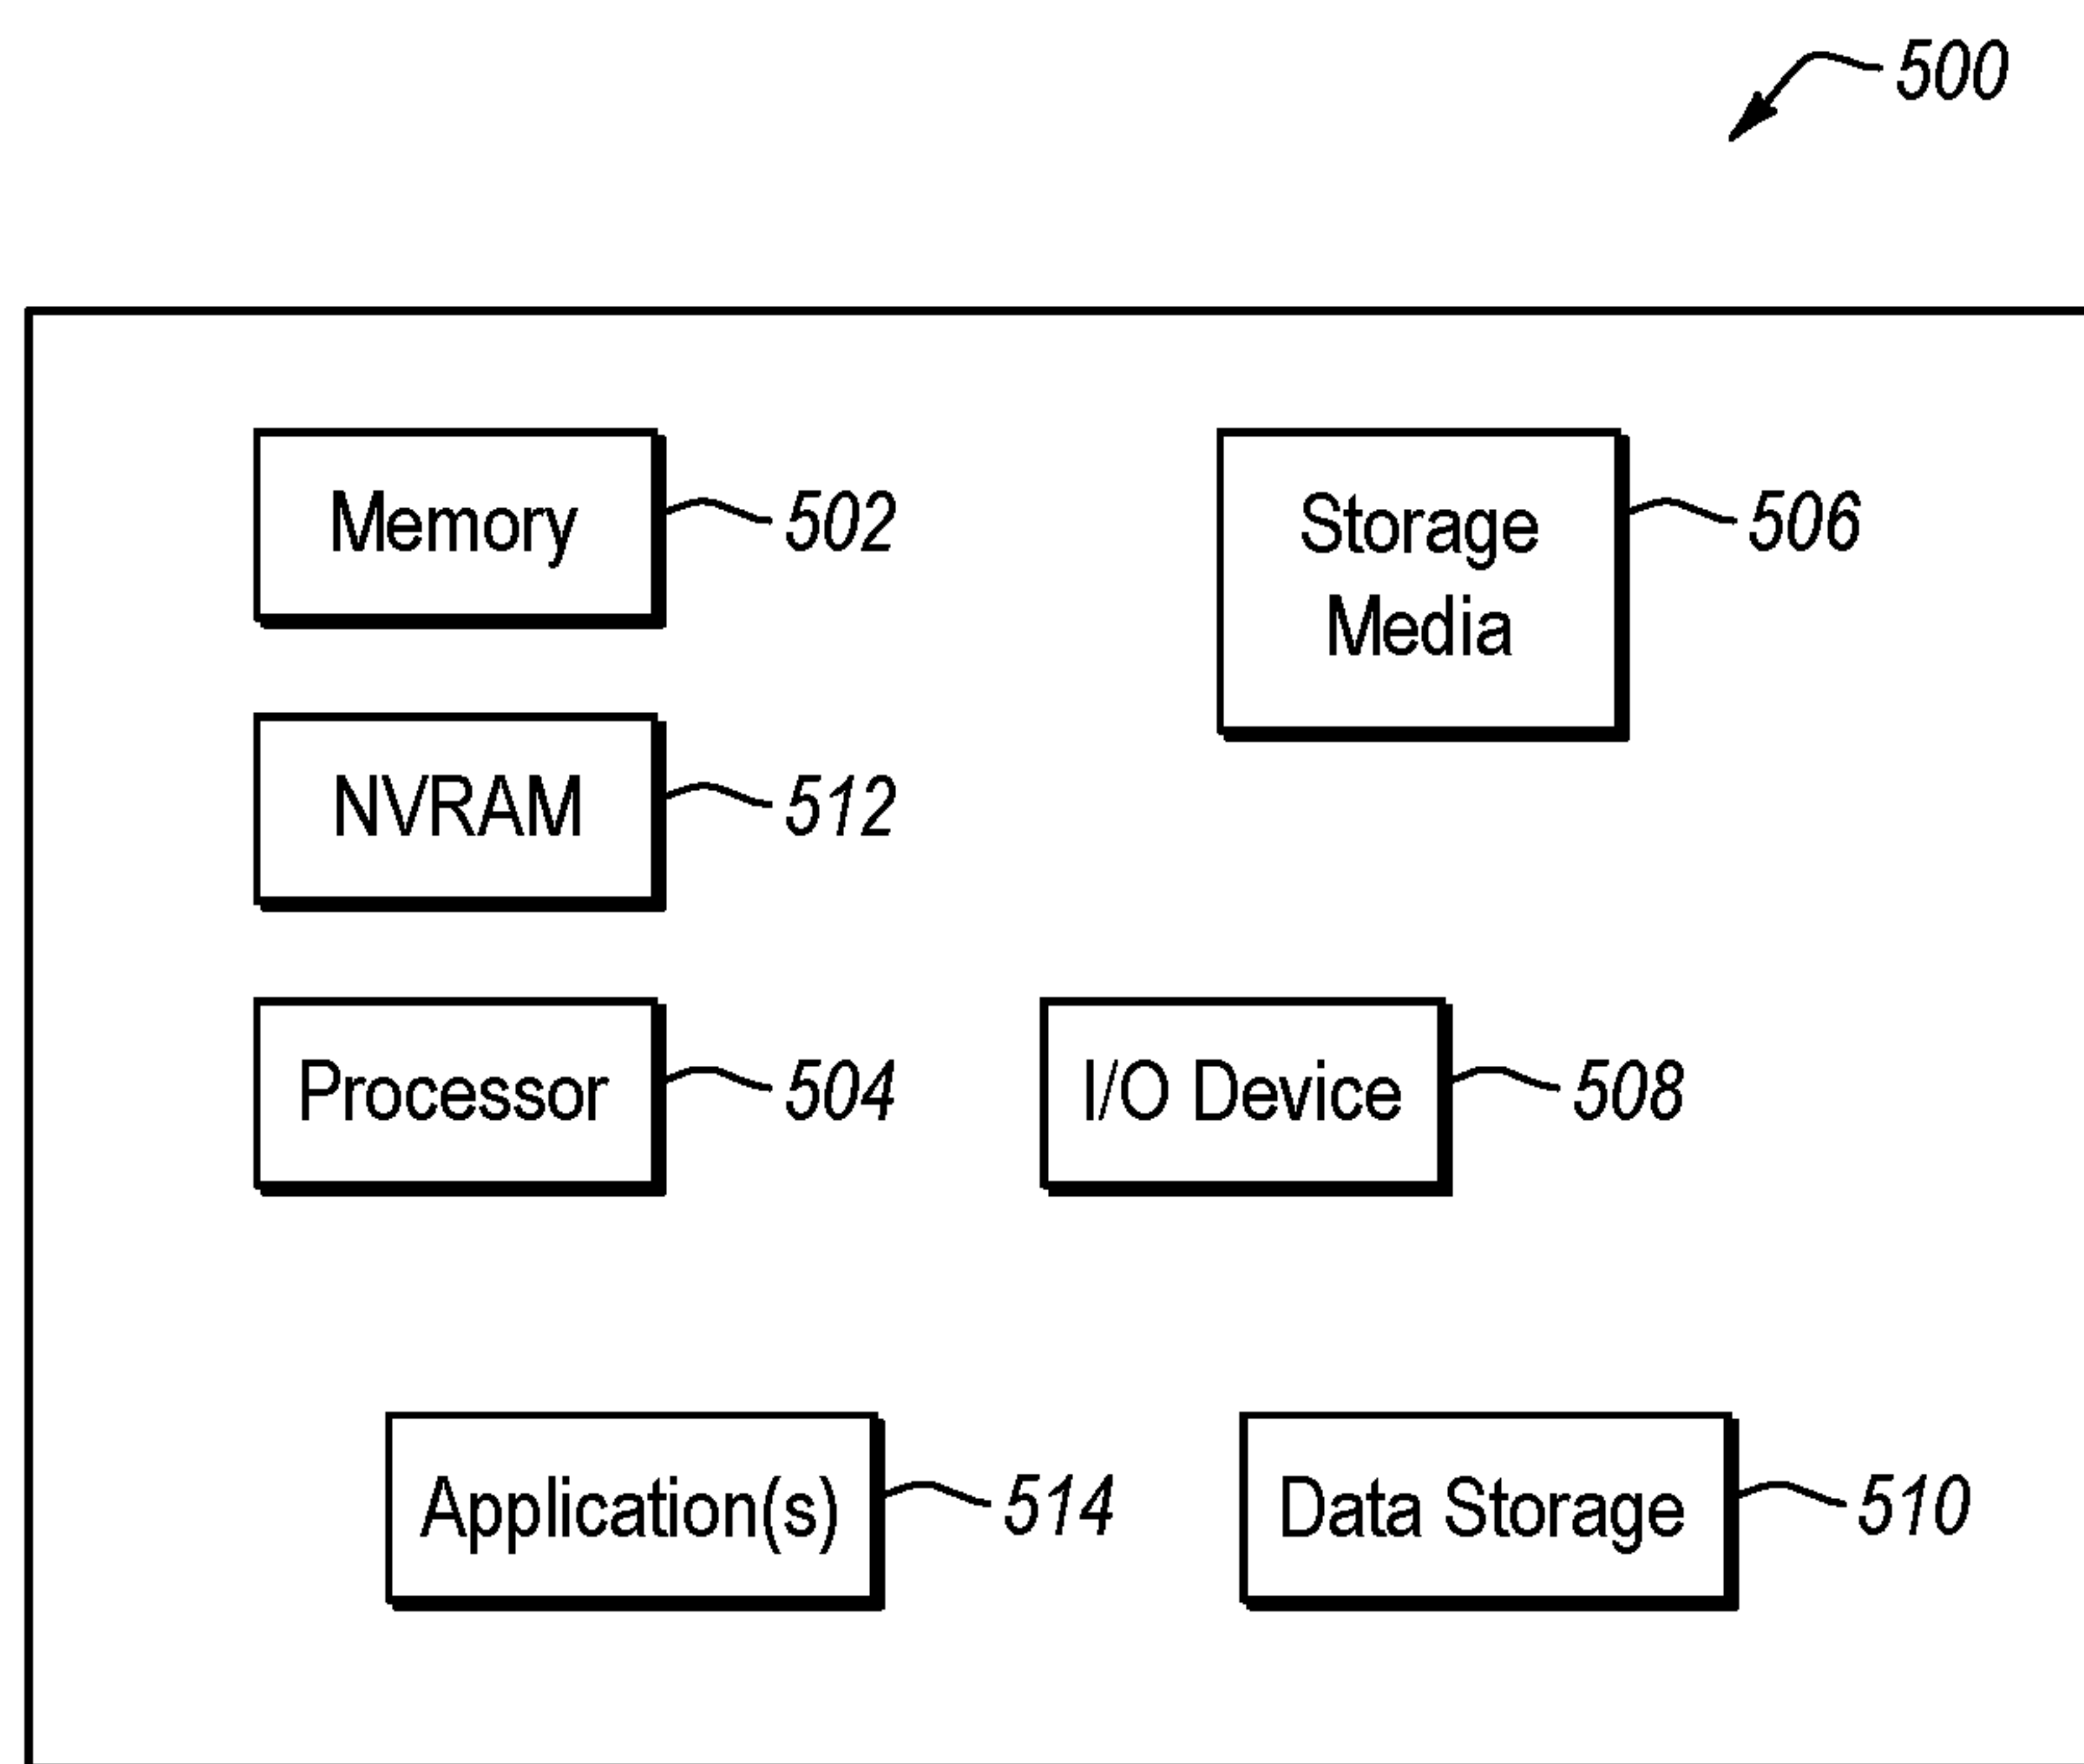 500
Memory 502
Storage 506
Media
NVRAM 512
Processor 504
I/O Device 508
Application(s) 514
Data Storage 510